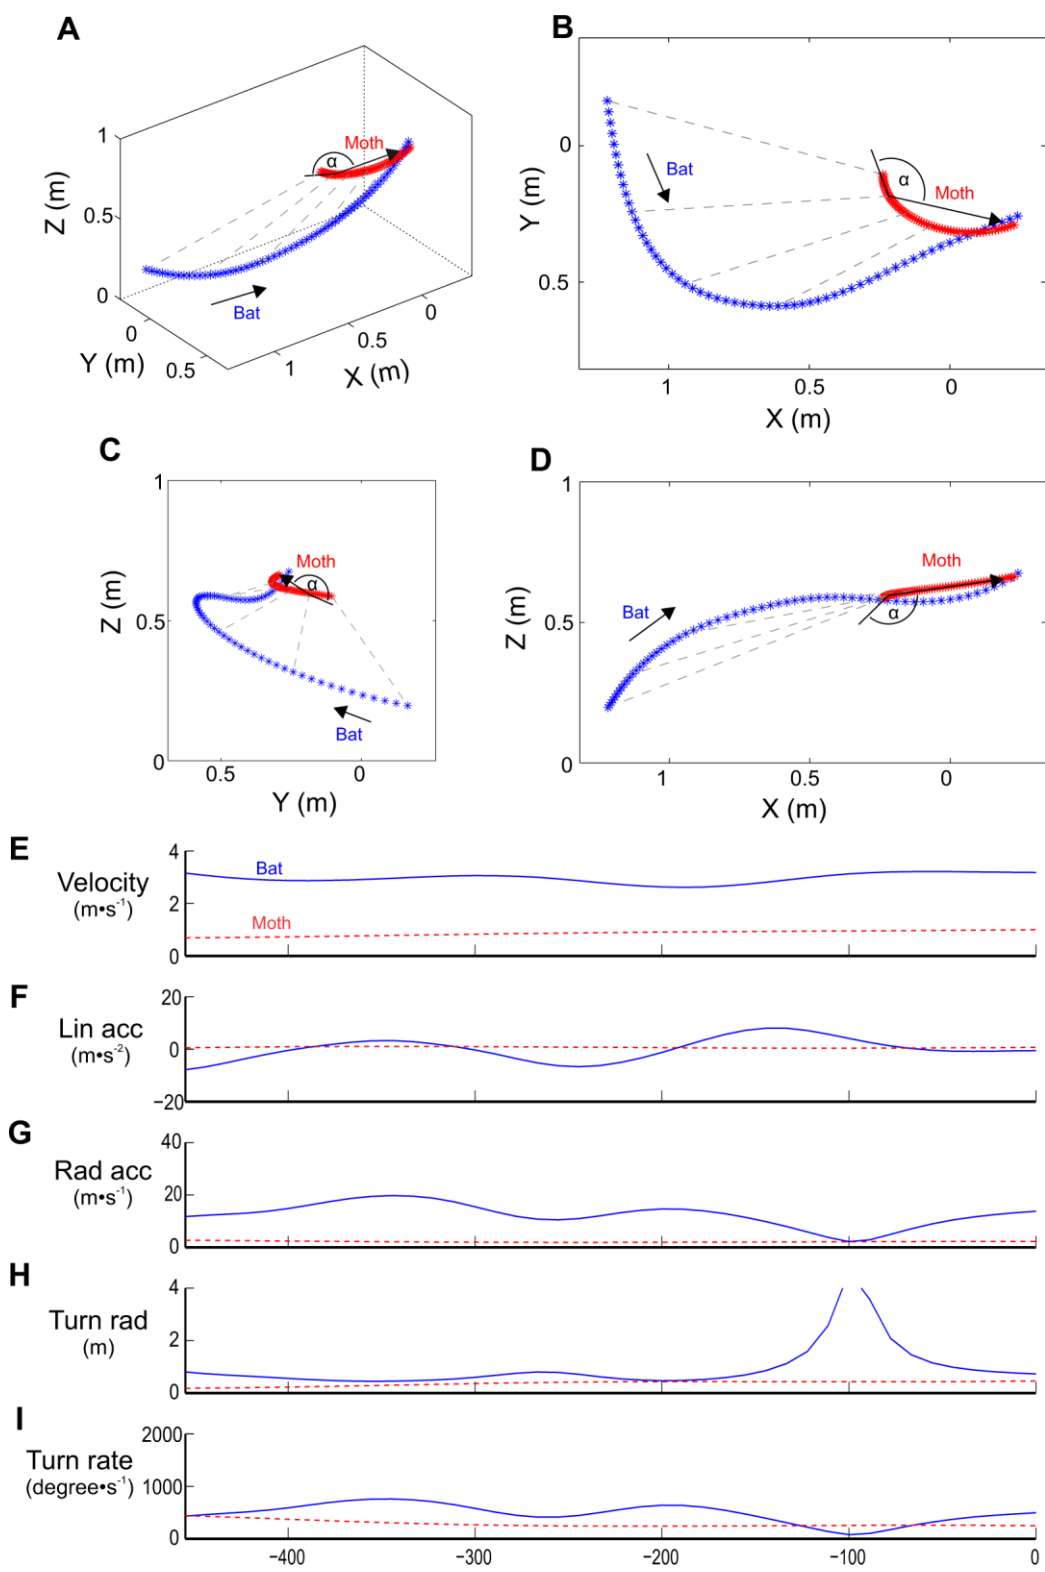 A
1
0.5
0
Z (m)
0
0.5
Y (m)
1
0.5
0
X (m)
α
Moth
Bat
B
0
0.5
Y (m)
1
0.5
0
X (m)
Bat
α
Moth
C
1
0.5
0
Z (m)
0.5
0
Y (m)
Moth
α
Bat
D
1
0.5
0
Z (m)
1
0.5
0
X (m)
Bat
Moth
α
E
Velocity
(m•s⁻¹)
4
2
0
Bat
Moth
F
Lin acc
(m•s⁻²)
20
0
−20
G
Rad acc
(m•s⁻¹)
40
20
0
H
Turn rad
(m)
4
2
0
I
Turn rate
(degree•s⁻¹)
2000
1000
0
−400
−300
−200
−100
0